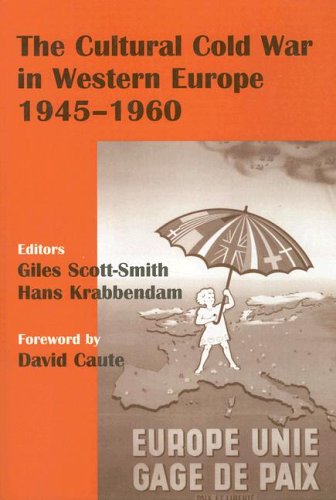 The Cultural Cold War
in Western Europe
1945–1960
Editors
Giles Scott-Smith
Hans Krabbendam
Foreword by
David Caute
EUROPE UNIE
GAGE DE PAIX